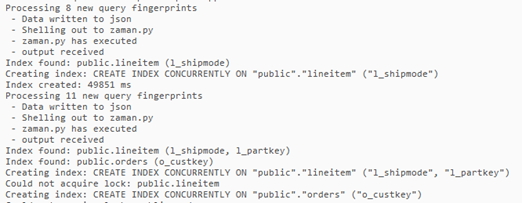 Processing 8 new query fingerprints
- Data written to json
- Shelling out to zaman.py
- zaman.py has executed
- output received
Index found: public.lineitem (l_shipmode)
Creating index: CREATE INDEX CONCURRENTLY ON "public"."lineitem" ("l_shipmode")
Index created: 49851 ms
Processing 11 new query fingerprints
- Data written to json
- Shelling out to zaman.py
- zaman.py has executed
- output received
Index found: public.lineitem (l_shipmode, l_partkey)
Index found: public.orders (o_custkey)
Creating index: CREATE INDEX CONCURRENTLY ON "public"."lineitem" ("l_shipmode", "l_partkey")
Could not acquire lock: public.lineitem
Creating index: CREATE INDEX CONCURRENTLY ON "public"."orders" ("o_custkey")